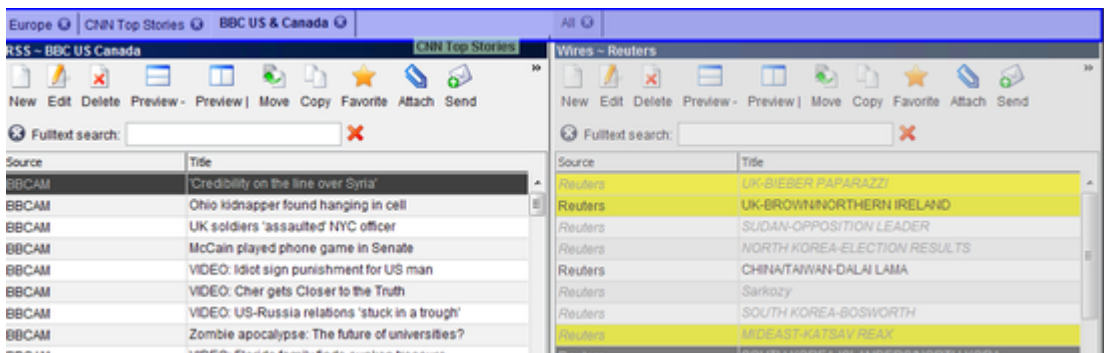 Europe CNN Top Stories BBC US & Canada All
RSS ~ BBC US Canada CNN Top Stories Wires ~ Reuters
New Edit Delete Preview - Preview | Move Copy Favorite Attach Send
New Edit Delete Preview - Preview | Move Copy Favorite Attach Send
Fulltext search:
Fulltext search:
Source Title
Source Title
BBCAM 'Credibility on the line over Syria'
Reuters UK-BIEBER PAPARAZZI
BBCAM Ohio kidnapper found hanging in cell
Reuters UK-BROWN/NORTHERN IRELAND
BBCAM UK soldiers 'assaulted' NYC officer
Reuters SUDAN-OPPOSITION LEADER
BBCAM McCain played phone game in Senate
Reuters NORTH KOREA-ELECTION RESULTS
BBCAM VIDEO: Idiot sign punishment for US man
Reuters CHINA/TAIWAN-DALAI LAMA
BBCAM VIDEO: Cher gets Closer to the Truth
Reuters Sarkozy
BBCAM VIDEO: US-Russia relations 'stuck in a trough'
Reuters SOUTH KOREA-BOSWORTH
BBCAM Zombie apocalypse: The future of universities?
Reuters MIDEAST-KATSAV REAX